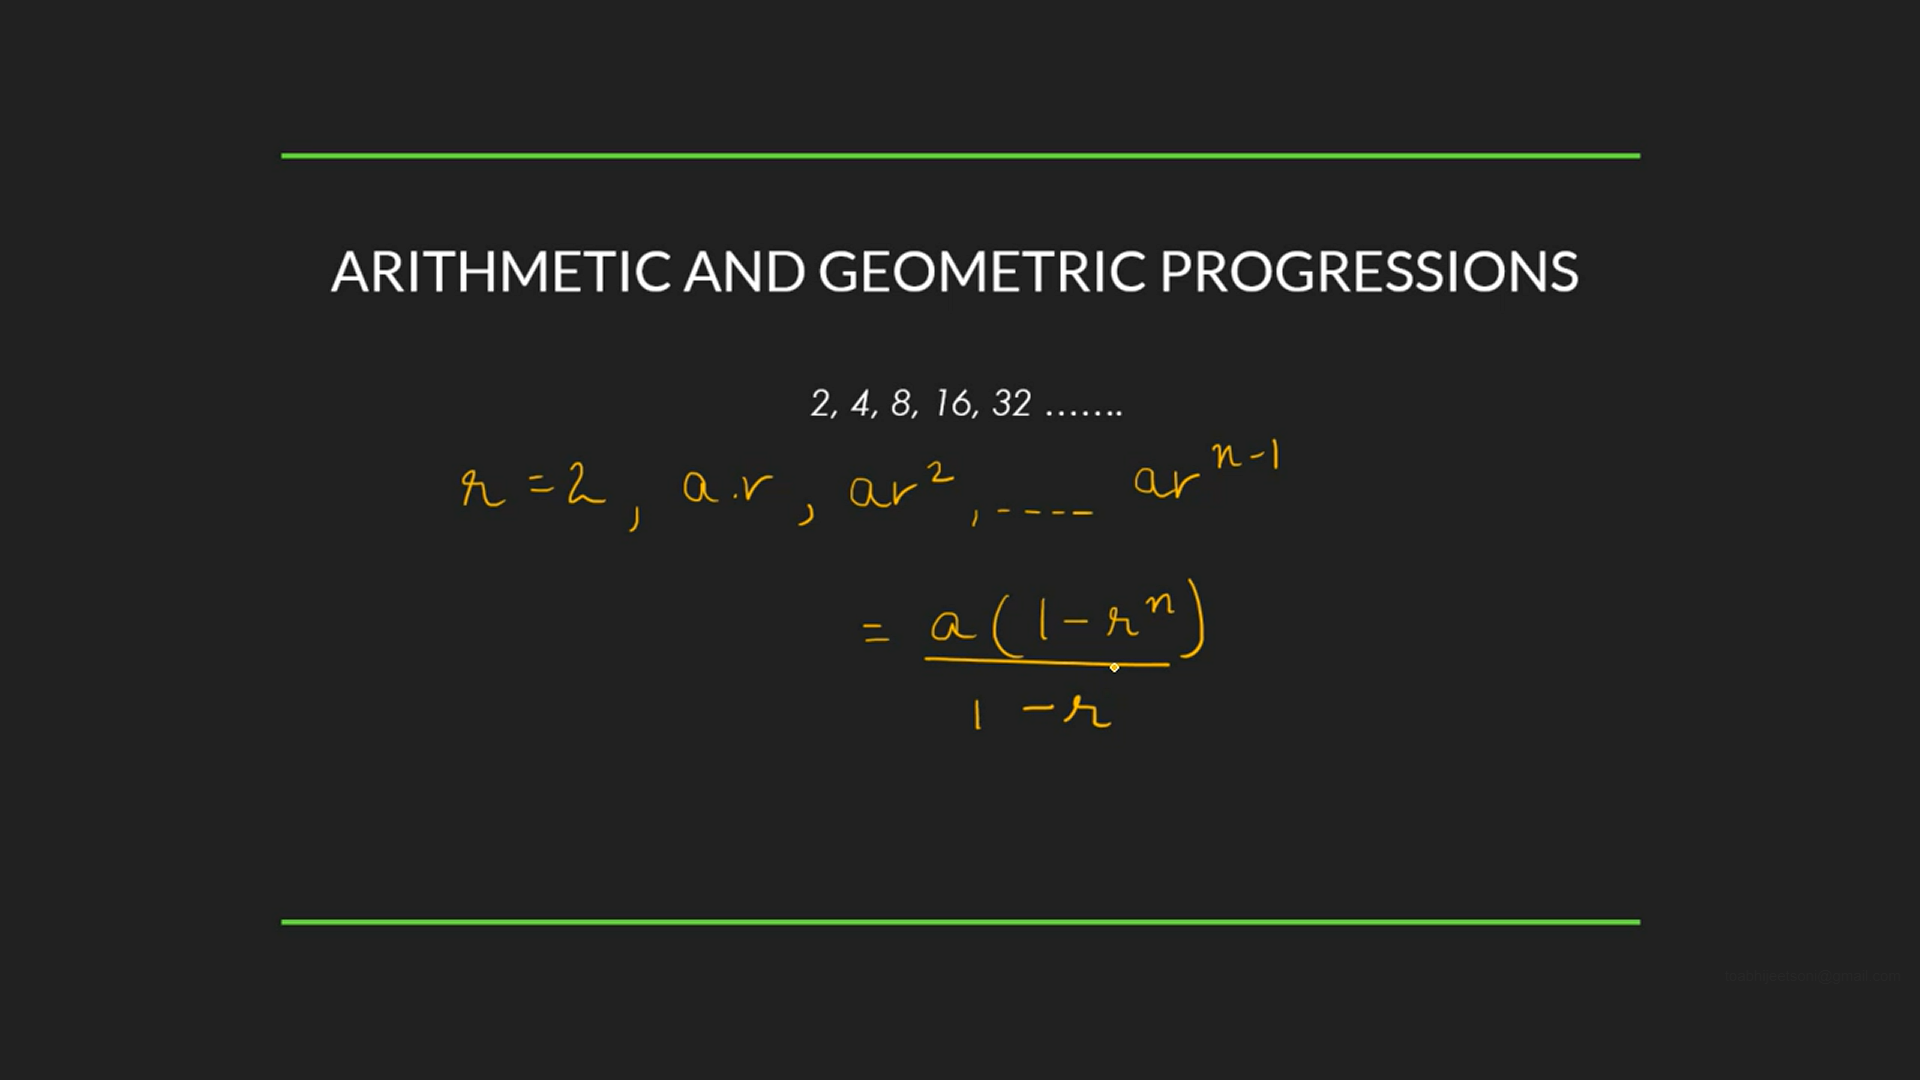 ARITHMETIC AND GEOMETRIC PROGRESSIONS
2, 4, 8, 16, 32 .......
r = 2, a.r, ar², ---- arⁿ⁻¹
= a(1-rⁿ)
1-r